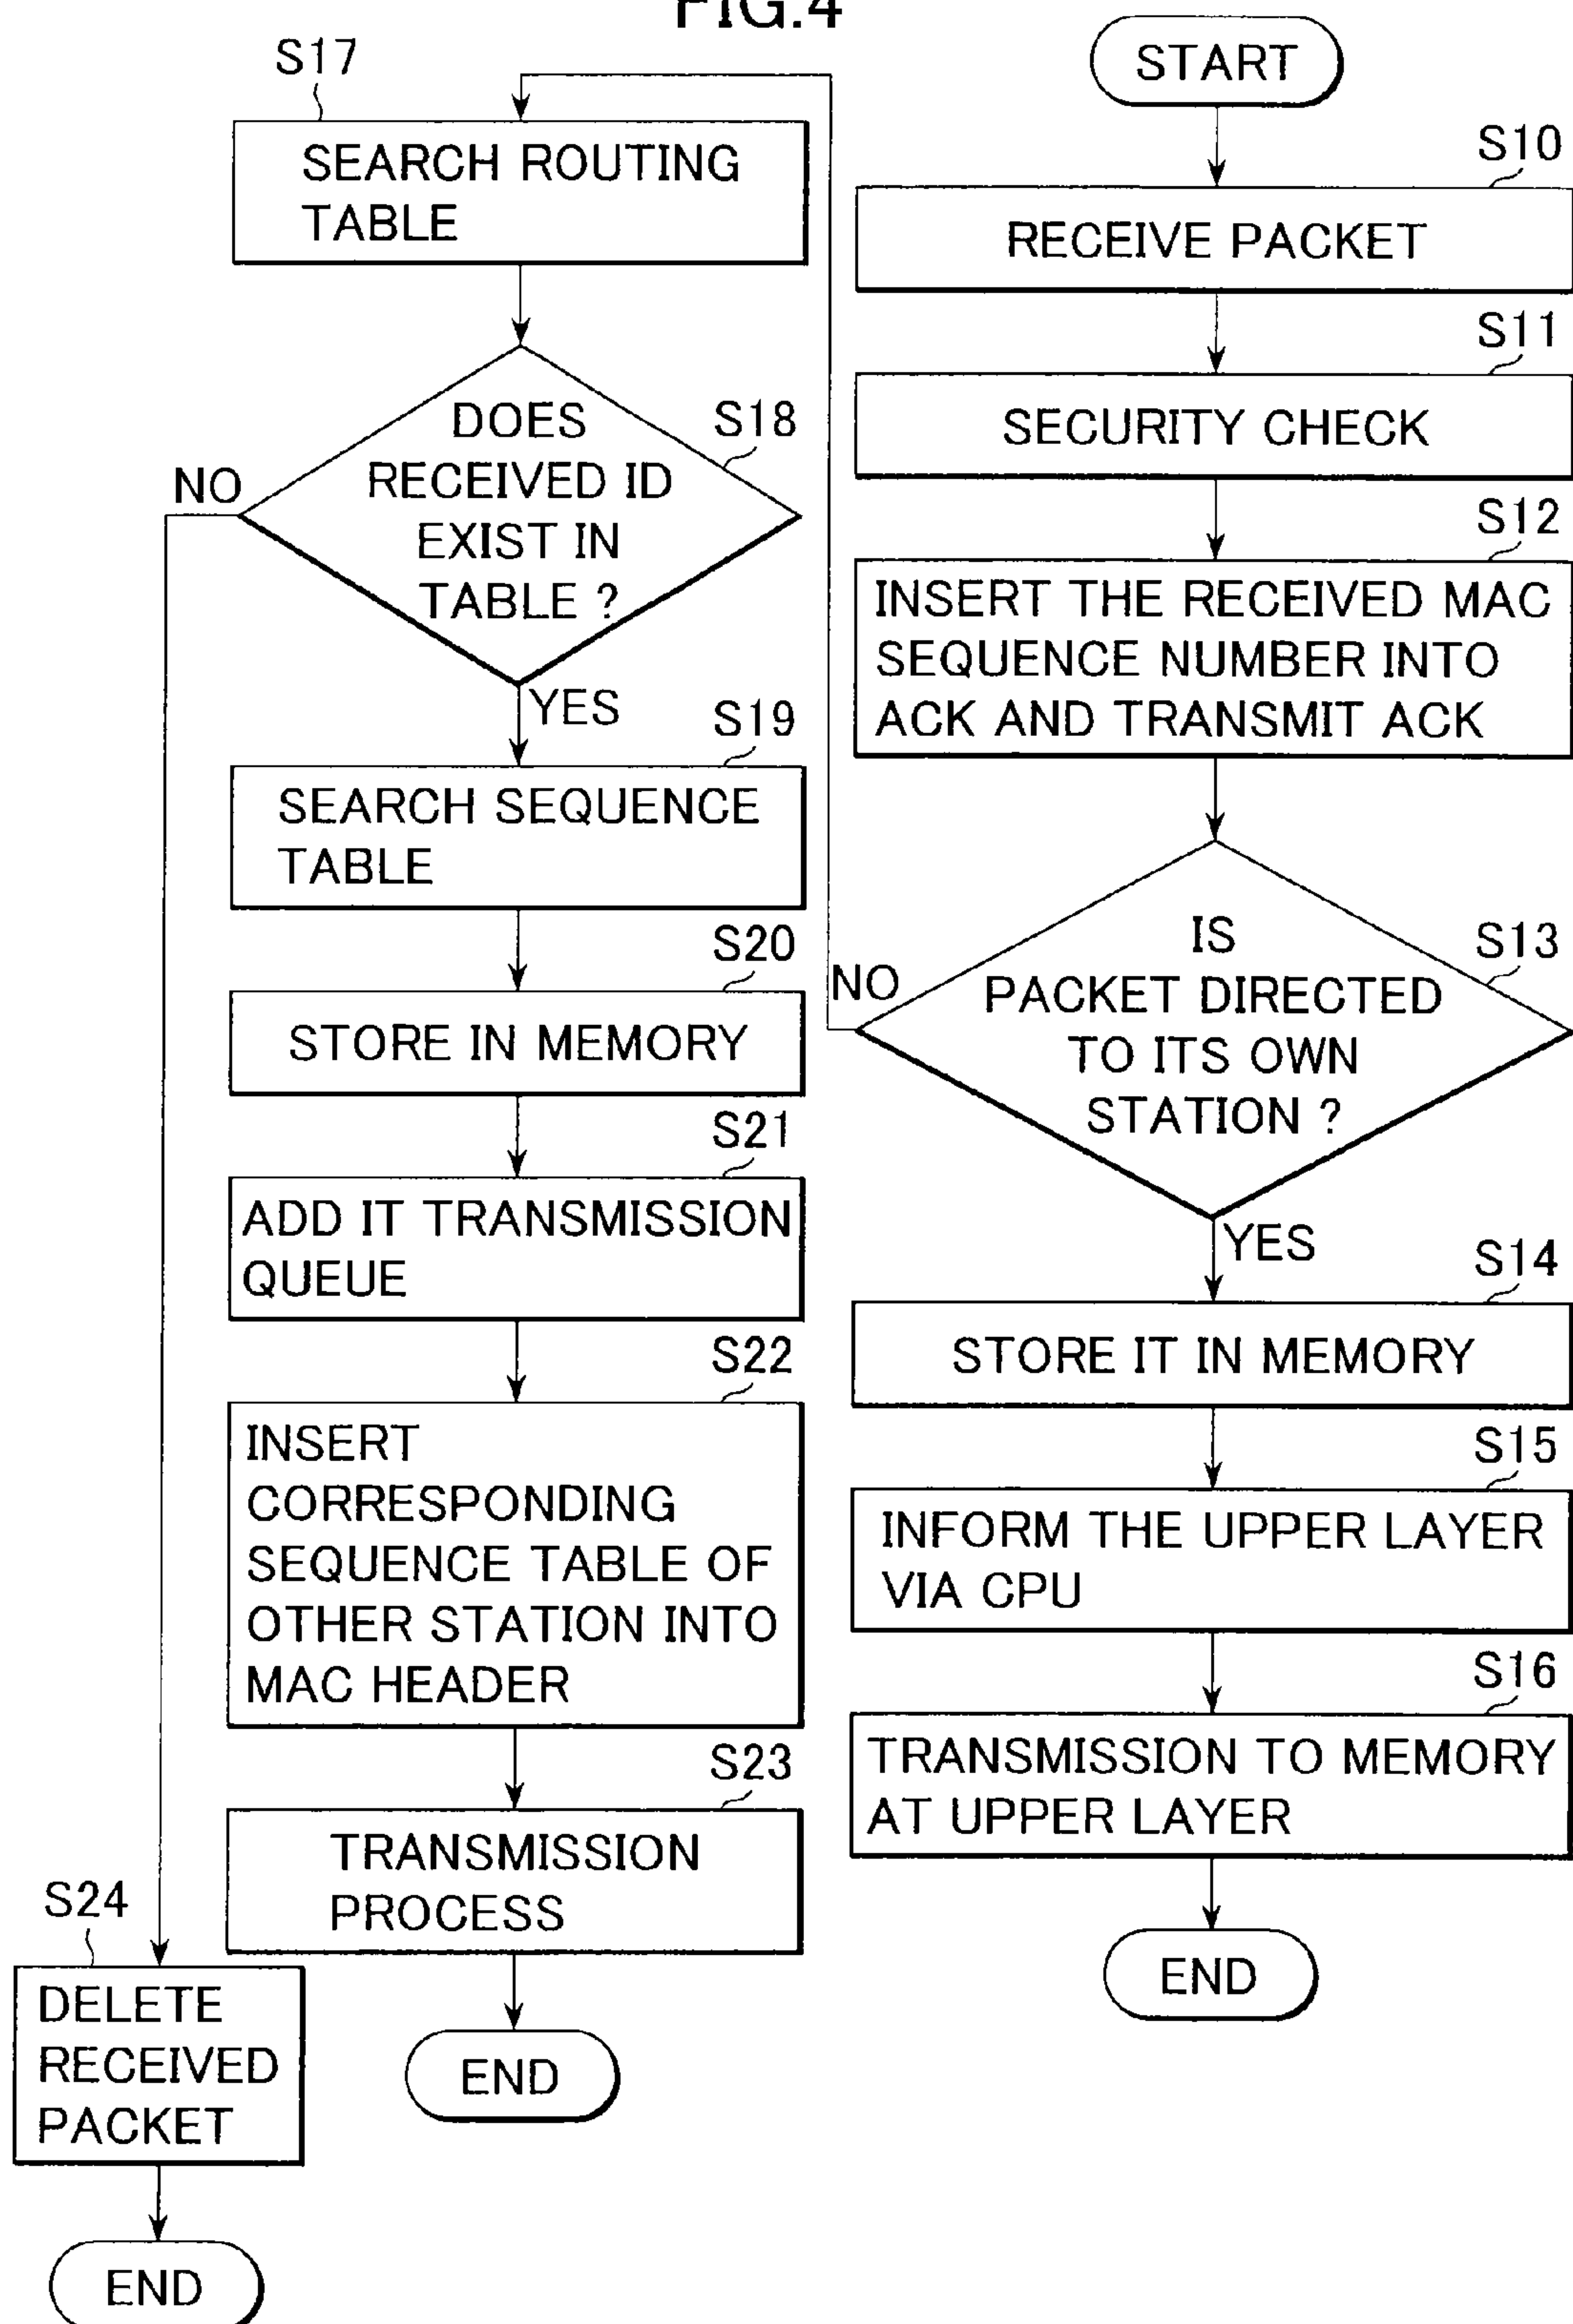 FIG.4
START
S10
RECEIVE PACKET
S11
SECURITY CHECK
S12
INSERT THE RECEIVED MAC
SEQUENCE NUMBER INTO
ACK AND TRANSMIT ACK
S13
IS
PACKET DIRECTED
TO ITS OWN
STATION ?
NO
YES
S14
STORE IT IN MEMORY
S15
INFORM THE UPPER LAYER
VIA CPU
S16
TRANSMISSION TO MEMORY
AT UPPER LAYER
END
S17
SEARCH ROUTING
TABLE
S18
DOES
RECEIVED ID
EXIST IN
TABLE ?
NO
YES
S19
SEARCH SEQUENCE
TABLE
S20
STORE IN MEMORY
S21
ADD IT TRANSMISSION
QUEUE
S22
INSERT
CORRESPONDING
SEQUENCE TABLE OF
OTHER STATION INTO
MAC HEADER
S23
TRANSMISSION
PROCESS
END
S24
DELETE
RECEIVED
PACKET
END